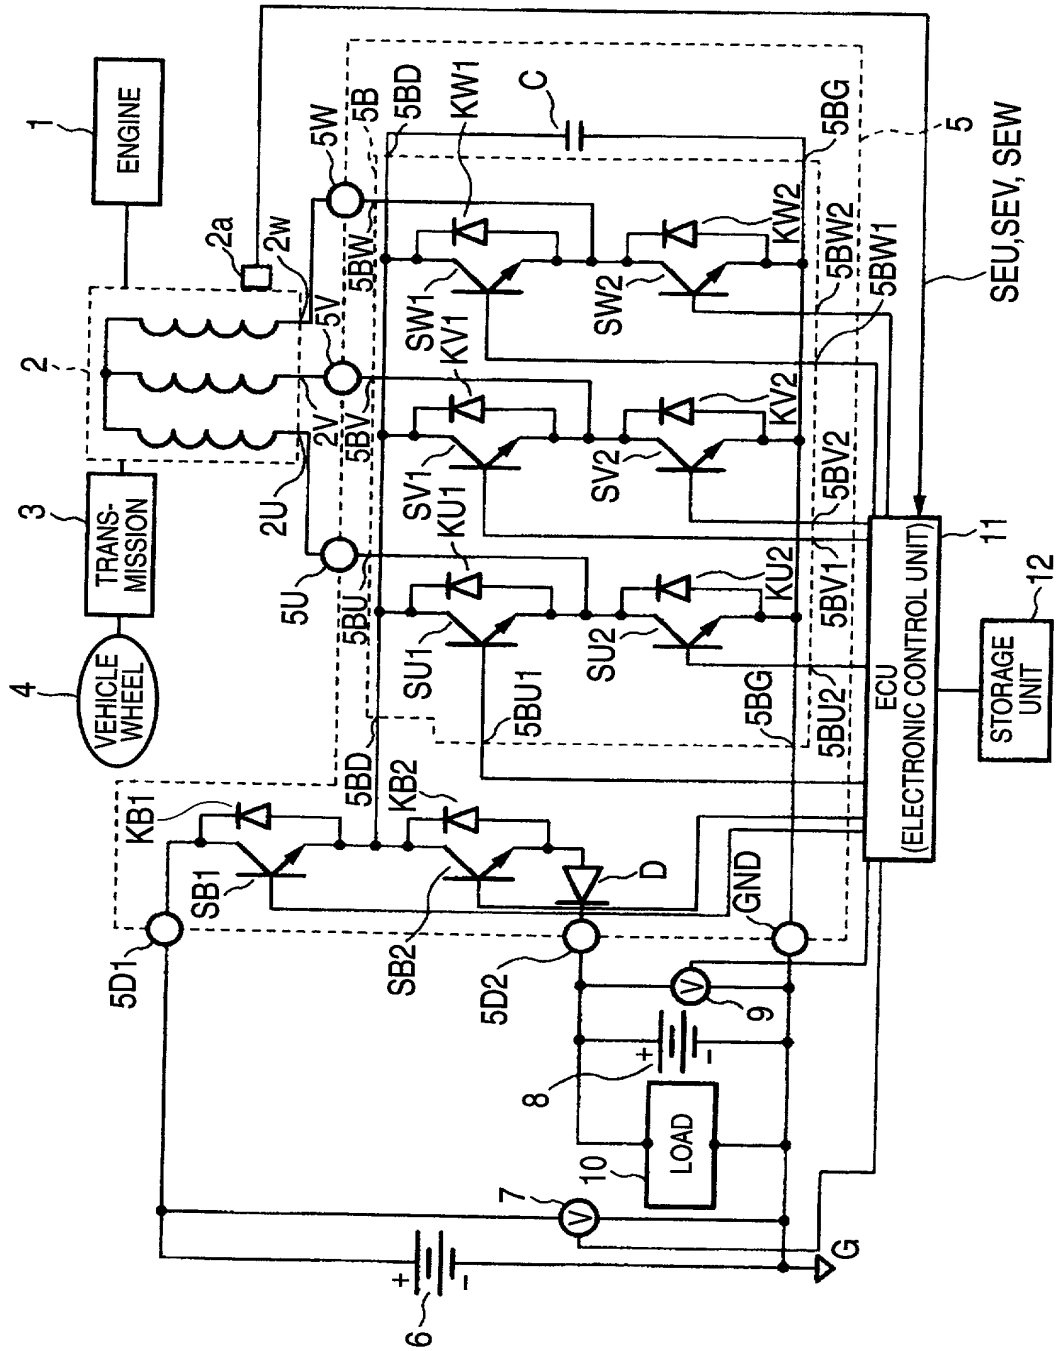 1
ENGINE
2
2a
2w
2V
2U
3
TRANS-
MISSION
4
VEHICLE
WHEEL
5W
5V
5U
5B
5BD
KW1
C
5BG
5
5BW
SW1
KV1
SW2
KW2
5BW2
5BW1
SEU,SEV, SEW
5BV
SV1
KU1
SV2
KV2
5BV2
5BU
SU1
SU2
KU2
5BV1
5BU1
5BG
5BU2
5BD
KB1
SB1
KB2
SB2
D
GND
5D1
5D2
ECU
(ELECTRONIC CONTROL UNIT)
11
12
STORAGE
UNIT
V
9
+
-
8
10
LOAD
7
V
+
-
6
G